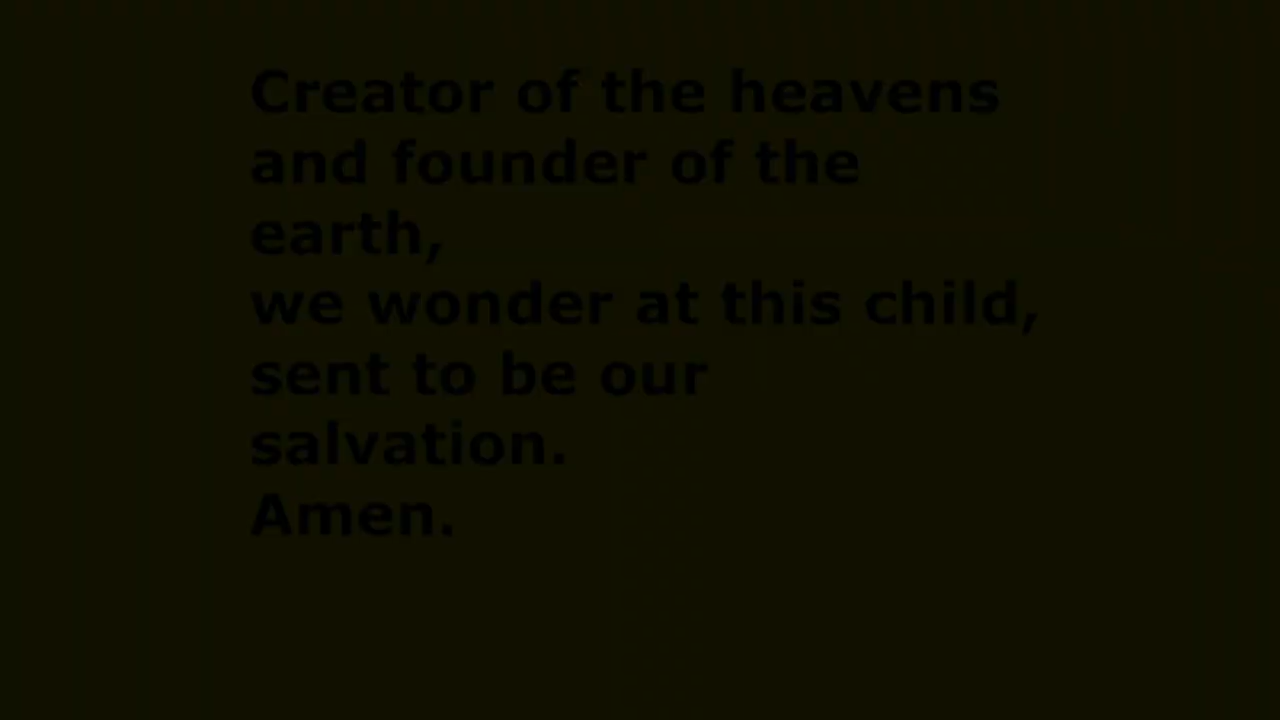 Creator of the heavens
and founder of the
earth,
we wonder at this child,
sent to be our
salvation.
Amen.